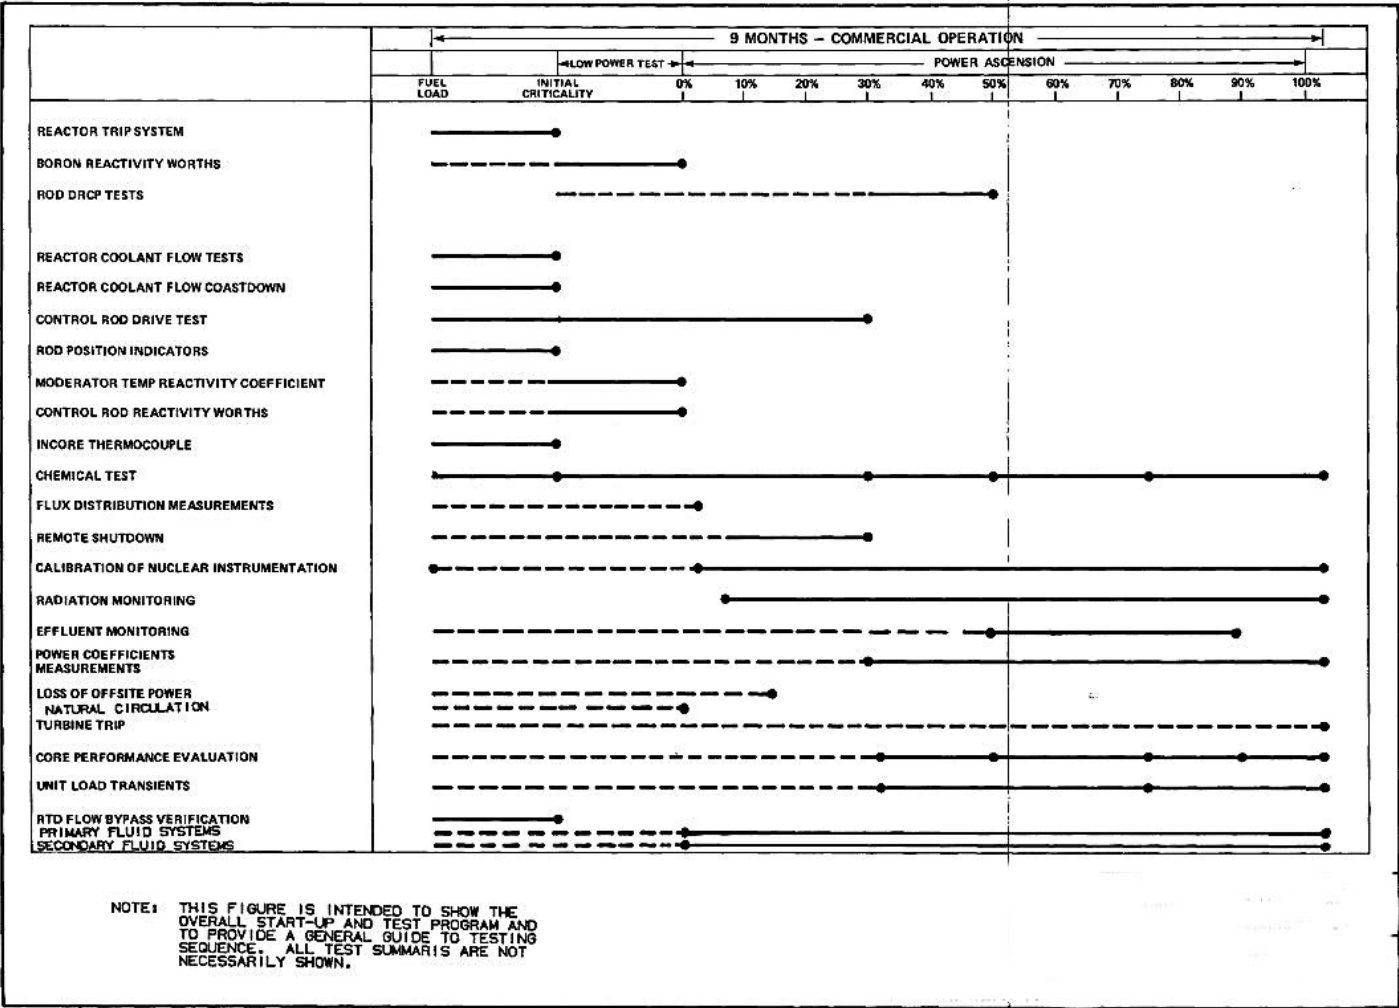 9 MONTHS – COMMERCIAL OPERATION
LOW POWER TEST
POWER ASCENSION
FUEL LOAD
INITIAL CRITICALITY
0% 10% 20% 30% 40% 50% 60% 70% 80% 90% 100%
REACTOR TRIP SYSTEM
BORON REACTIVITY WORTHS
ROD DRCP TESTS
REACTOR COOLANT FLOW TESTS
REACTOR COOLANT FLOW COASTDOWN
CONTROL ROD DRIVE TEST
ROD POSITION INDICATORS
MODERATOR TEMP REACTIVITY COEFFICIENT
CONTROL ROD REACTIVITY WORTHS
INCORE THERMOCOUPLE
CHEMICAL TEST
FLUX DISTRIBUTION MEASUREMENTS
REMOTE SHUTDOWN
CALIBRATION OF NUCLEAR INSTRUMENTATION
RADIATION MONITORING
EFFLUENT MONITORING
POWER COEFFICIENTS
MEASUREMENTS
LOSS OF OFFSITE POWER
NATURAL CIRCULATION
TURBINE TRIP
CORE PERFORMANCE EVALUATION
UNIT LOAD TRANSIENTS
RTD FLOW BYPASS VERIFICATION
PRIMARY FLUID SYSTEMS
SECONDARY FLUID SYSTEMS
NOTE: THIS FIGURE IS INTENDED TO SHOW THE
OVERALL START-UP AND TEST PROGRAM AND
TO PROVIDE A GENERAL GUIDE TO TESTING
SEQUENCE. ALL TEST SUMMARIS ARE NOT
NECESSARILY SHOWN.